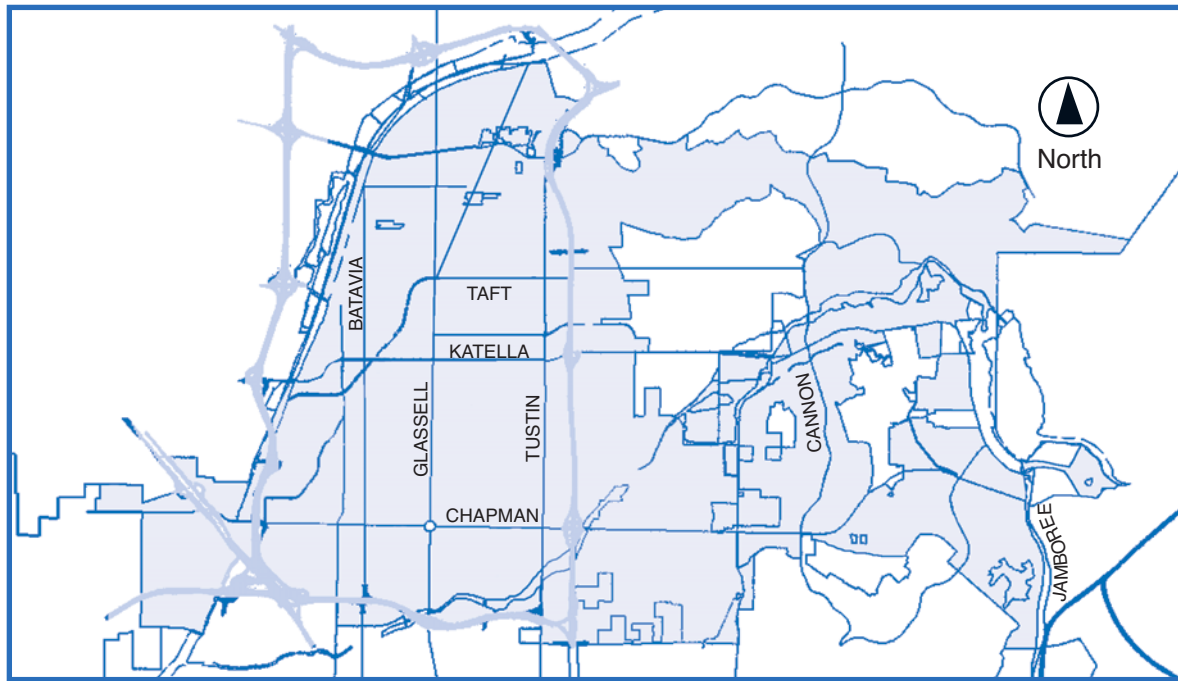 North
BATAVIA
TAFT
KATELLA
GLASSELL
TUSTIN
CANNON
CHAPMAN
JAMBOREE